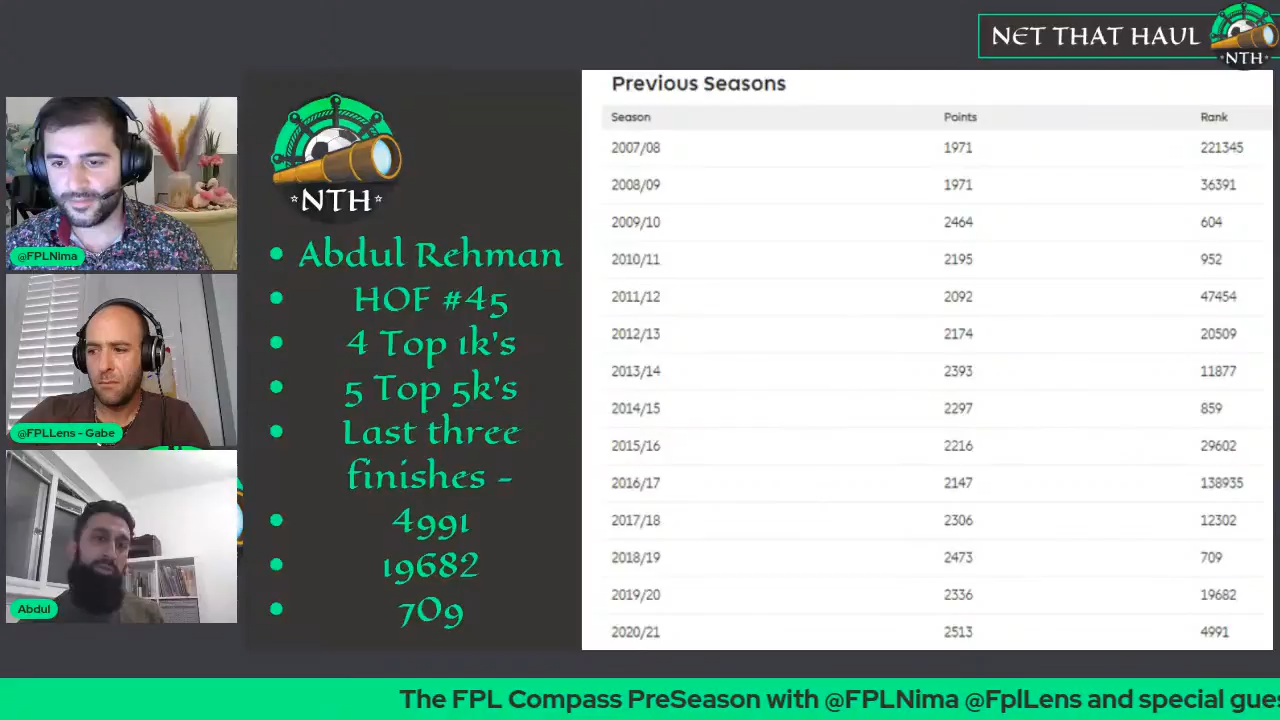 NET THAT HAUL
NTH
@FPLNima
@FPLLens - Gabe
Abdul
NTH
• Abdul Rehman
• HOF #45
• 4 Top 1k's
• 5 Top 5k's
• Last three
finishes -
• 4991
• 19682
• 709
Previous Seasons
Season Points Rank
2007/08 1971 221345
2008/09 1971 36391
2009/10 2464 604
2010/11 2195 952
2011/12 2092 47454
2012/13 2174 20509
2013/14 2393 11877
2014/15 2297 859
2015/16 2216 29602
2016/17 2147 138935
2017/18 2306 12302
2018/19 2473 709
2019/20 2336 19682
2020/21 2513 4991
The FPL Compass PreSeason with @FPLNima @FplLens and special gues